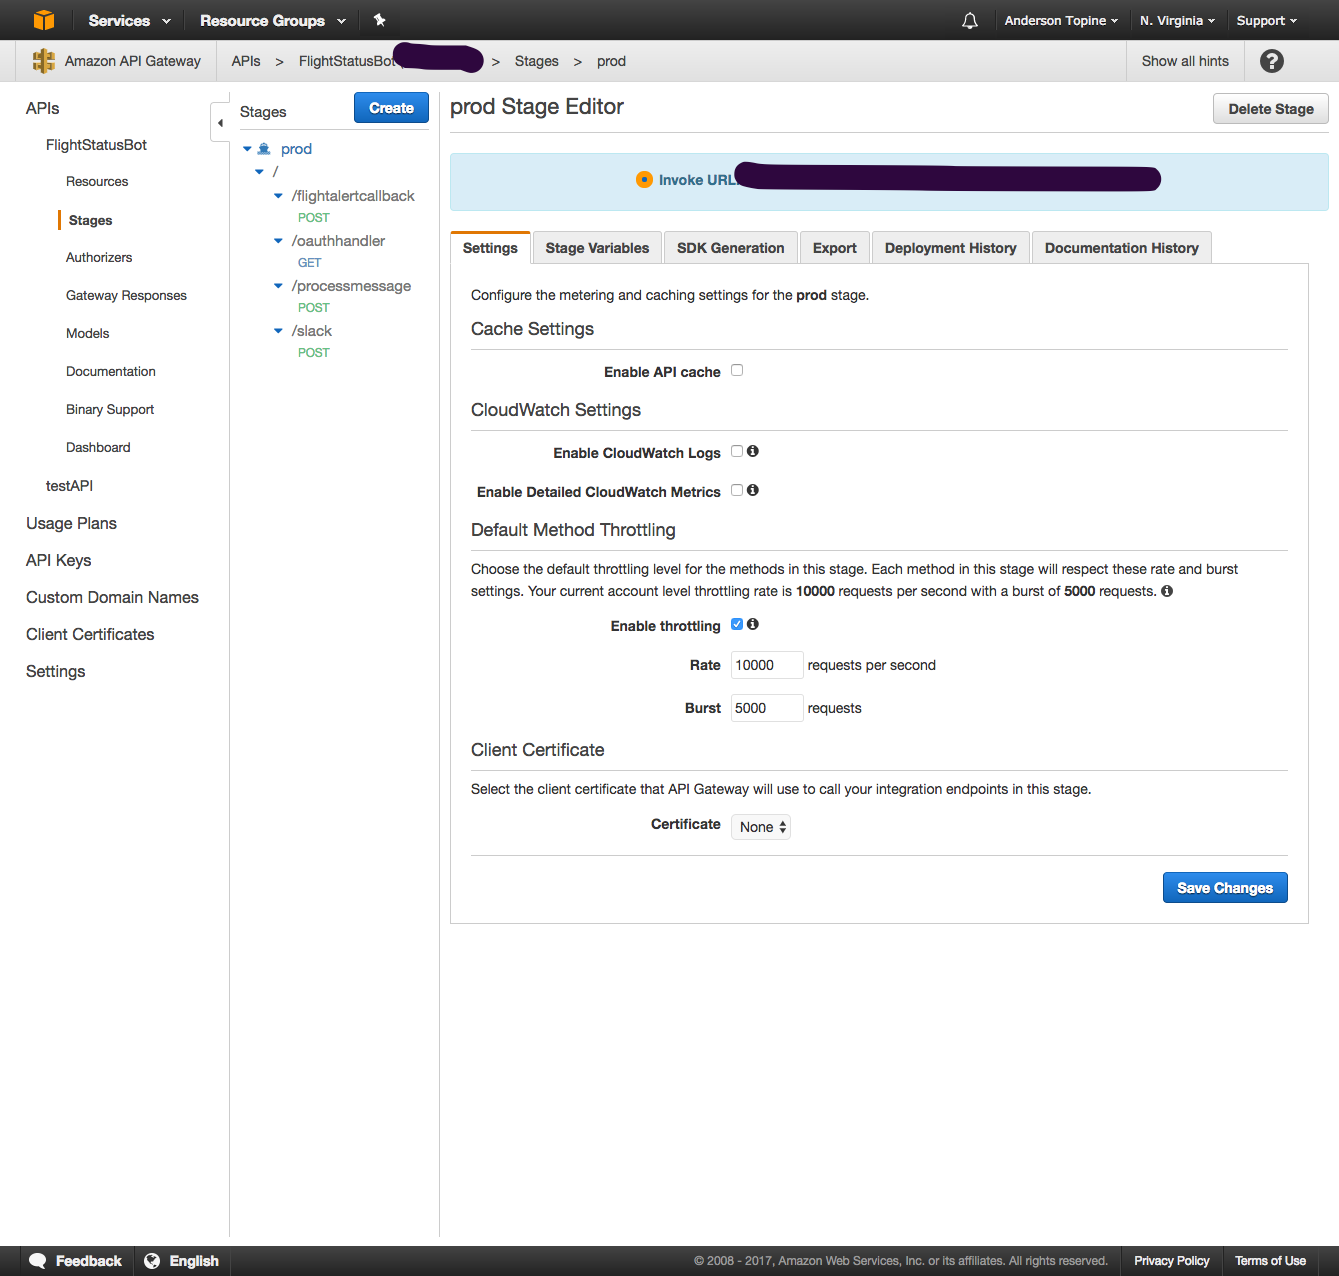 Services Resource Groups Anderson Topine N. Virginia Support
Amazon API Gateway APIs > FlightStatusBot > Stages > prod Show all hints ?
APIs
FlightStatusBot
Resources
Stages
Authorizers
Gateway Responses
Models
Documentation
Binary Support
Dashboard
testAPI
Usage Plans
API Keys
Custom Domain Names
Client Certificates
Settings
Stages Create
prod
/
/flightalertcallback
POST
/oauthhandler
GET
/processmessage
POST
/slack
POST
prod Stage Editor Delete Stage
Invoke URL:
Settings Stage Variables SDK Generation Export Deployment History Documentation History
Configure the metering and caching settings for the prod stage.
Cache Settings
Enable API cache
CloudWatch Settings
Enable CloudWatch Logs
Enable Detailed CloudWatch Metrics
Default Method Throttling
Choose the default throttling level for the methods in this stage. Each method in this stage will respect these rate and burst
settings. Your current account level throttling rate is 10000 requests per second with a burst of 5000 requests.
Enable throttling
Rate 10000 requests per second
Burst 5000 requests
Client Certificate
Select the client certificate that API Gateway will use to call your integration endpoints in this stage.
Certificate None
Save Changes
Feedback English © 2008 - 2017, Amazon Web Services, Inc. or its affiliates. All rights reserved. Privacy Policy Terms of Use